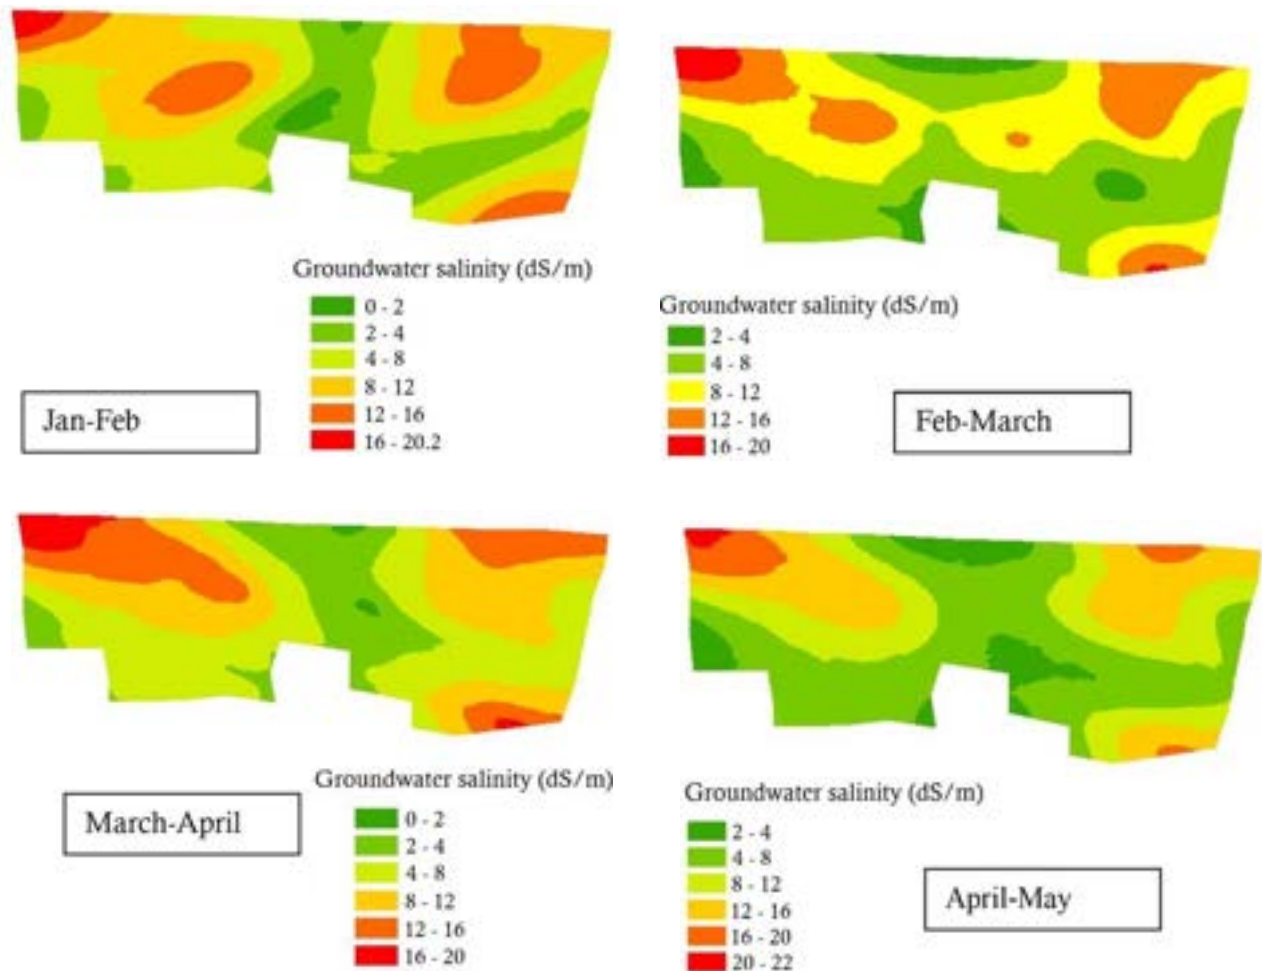 Groundwater salinity (dS/m)
0 - 2
2 - 4
4 - 8
8 - 12
12 - 16
16 - 20.2
Jan-Feb
Groundwater salinity (dS/m)
2 - 4
4 - 8
8 - 12
12 - 16
16 - 20
Feb-March
Groundwater salinity (dS/m)
0 - 2
2 - 4
4 - 8
8 - 12
12 - 16
16 - 20
March-April
Groundwater salinity (dS/m)
2 - 4
4 - 8
8 - 12
12 - 16
16 - 20
20 - 22
April-May